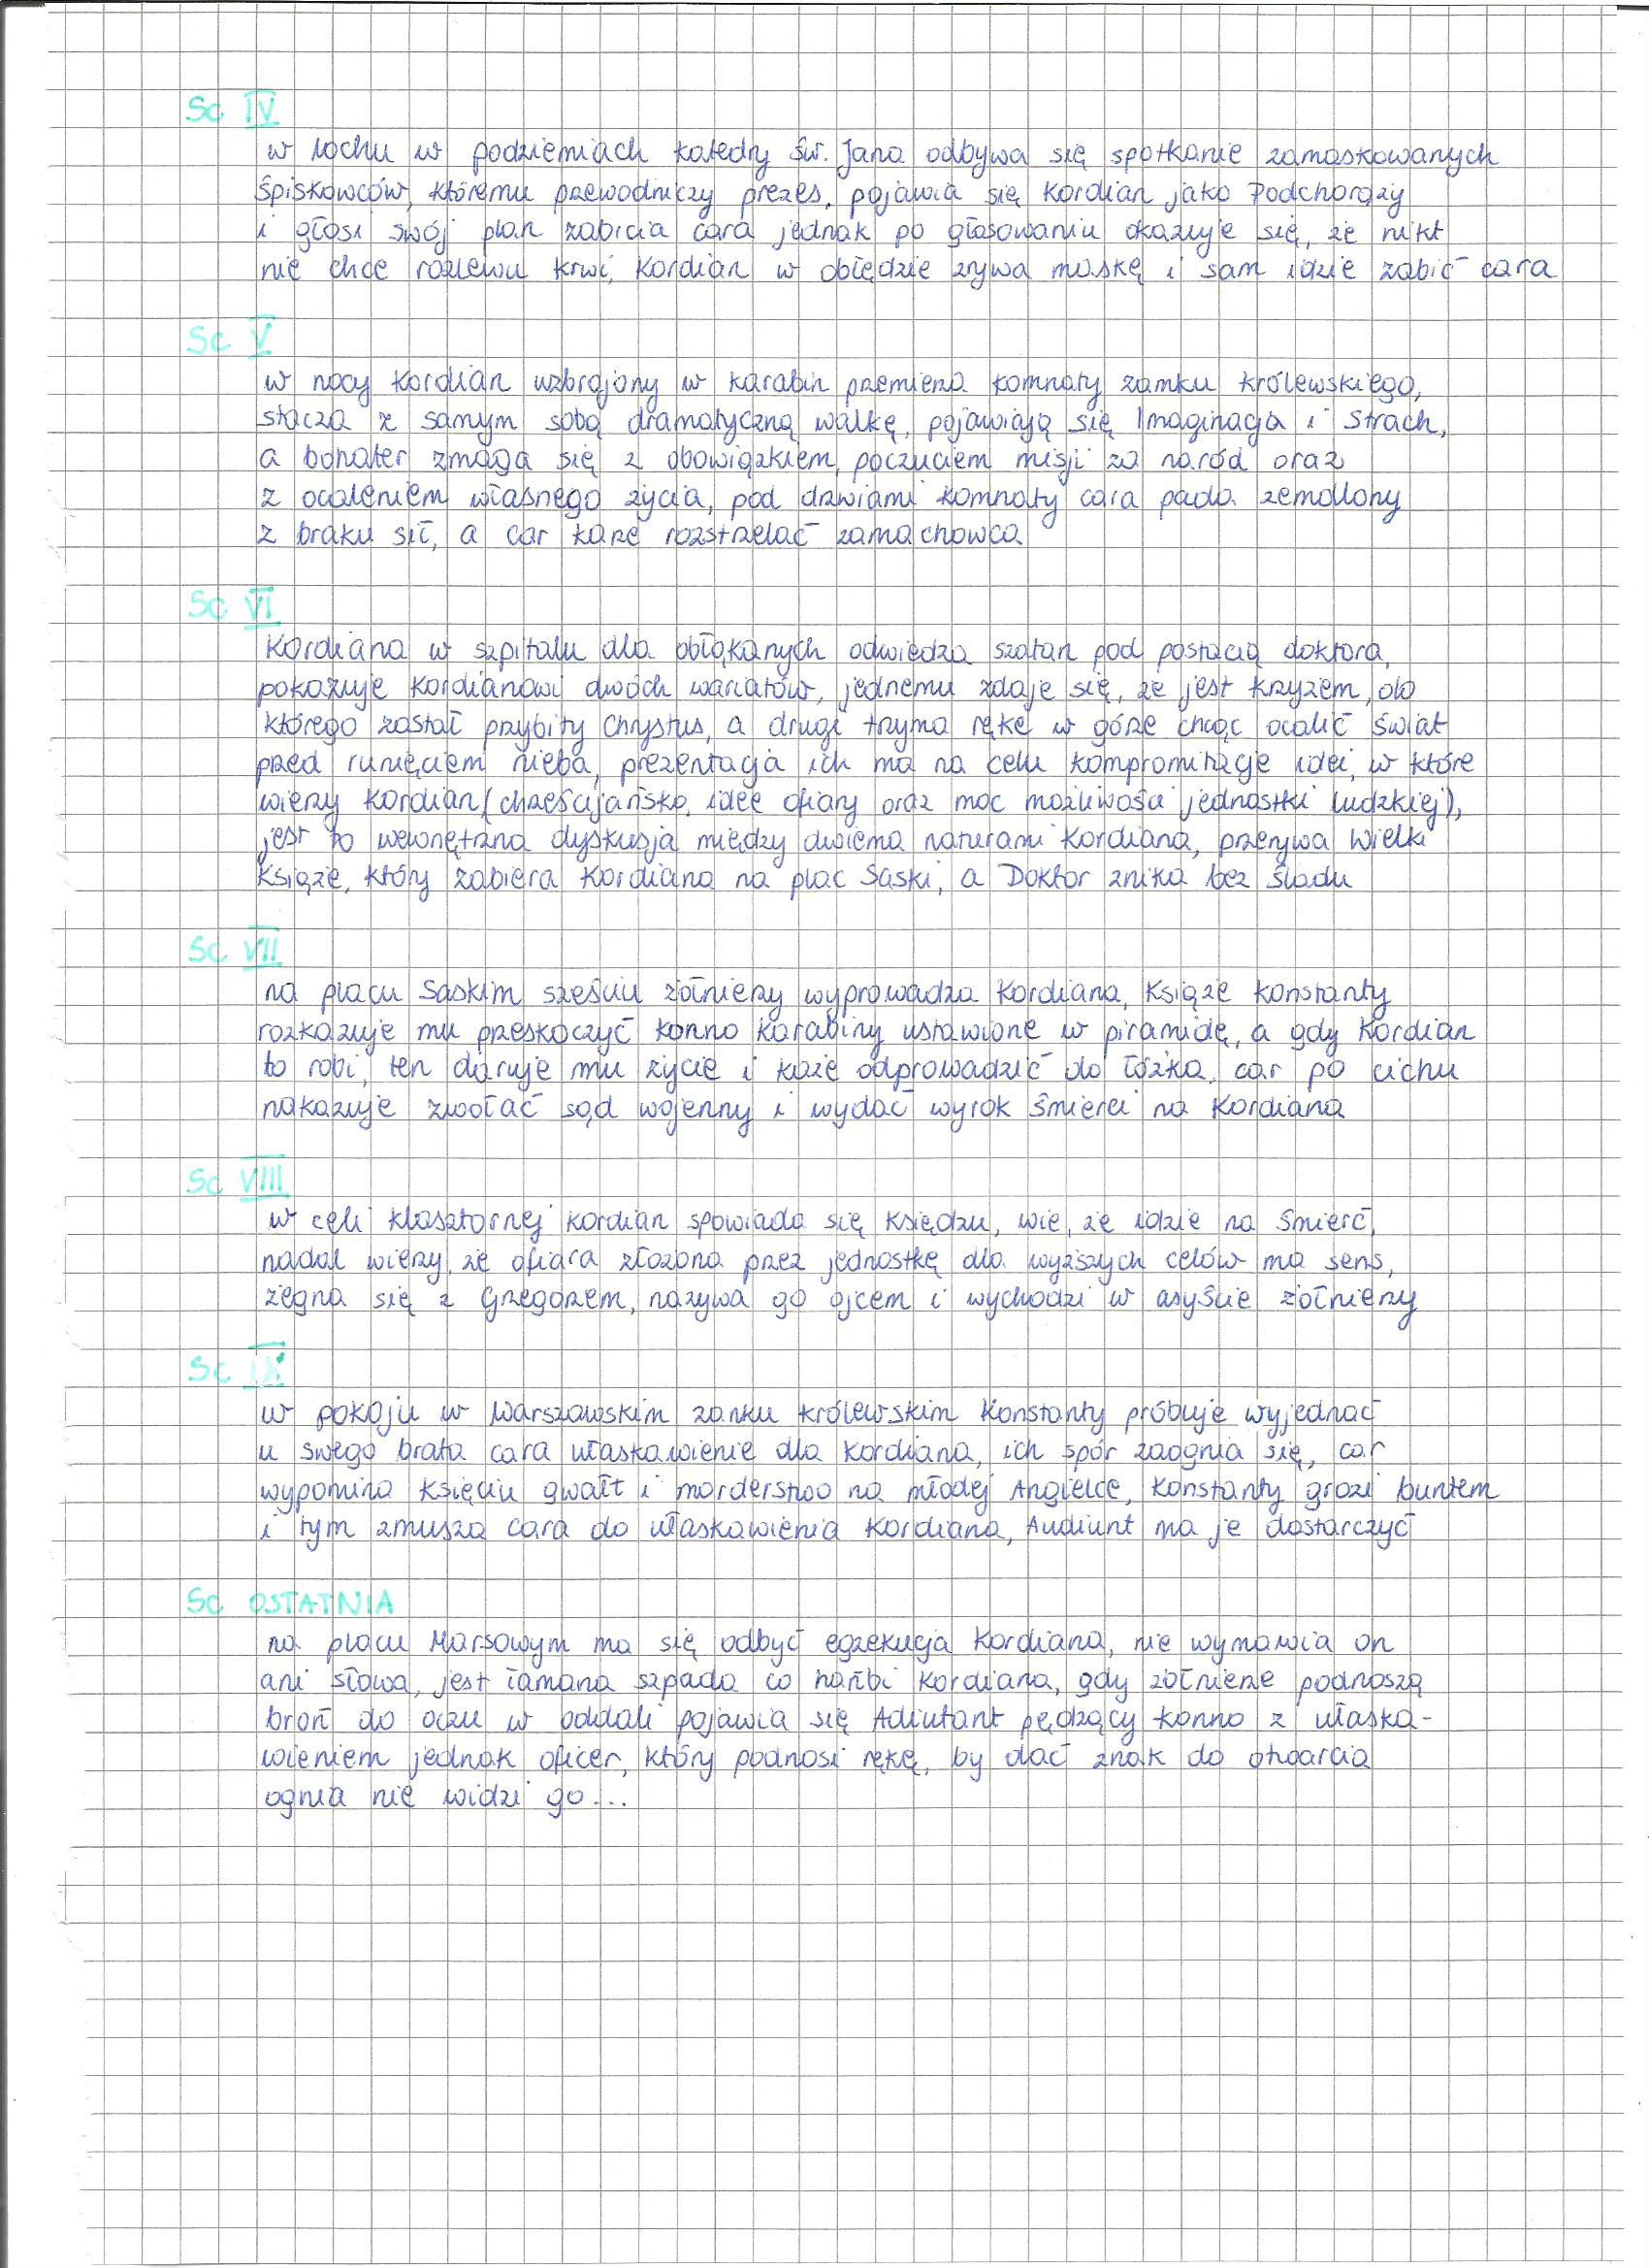 Sc IV
w lochu w podziemiach katedry św. Jana odbywa się spotkanie zamaskowanych
spiskowców, któremu przewodniczy prezes, pojawia się Kordian jako Podchorąży
i głosi swój plan zabicia cara jednak po głosowaniu okazuje się, że nikt
nie chce rozlewu krwi, Kordian w obłędzie zrywa maskę i sam idzie zabić cara
Sc V
w nocy Kordian uzbrojony w karabin przemierza komnaty zamku królewskiego,
stacza z samym sobą dramatyczną walkę, pojawiają się Imaginacja i Strach,
a bohater zmaga się z obowiązkiem, poczuciem misji za naród oraz
z ocaleniem własnego życia, pod drzwiami komnaty cara pada zemdlony
z braku sił, a car każe rozstrzelać zamachowca
Sc VI
Kordiana w szpitalu dla obłąkanych odwiedza szatan pod postacią doktora,
pokazuje Kordianowi dwóch wariatów, jednemu zdaje się, że jest krzyżem, do
którego został przybity Chrystus, a drugi trzyma rękę w górze chcąc ocalić świat
przed runięciem nieba, prezentacja ich ma na celu kompromitację idei, w które
wierzy Kordian (chrześcijańską ideę ofiary oraz moc możliwości jednostki ludzkiej),
jest to wewnętrzna dyskusja między dwiema naturami Kordiana, przerywa Wielki
Książę, który zabiera Kordiana na plac Saski, a Doktor znika bez śladu
Sc VII
na placu Saskim sześciu żołnierzy wyprowadza Kordiana, Książę Konstanty
rozkazuje mu przeskoczyć konno karabiny ustawione w piramidę, a gdy Kordian
to robi, ten daruje mu życie i każe odprowadzić do łóżka, car po cichu
nakazuje zwołać sąd wojenny i wydać wyrok śmierci na Kordiana
Sc VIII
w celi klasztornej Kordian spowiada się księdzu, wie, że idzie na śmierć,
nadal wierzy, że ofiara złożona przez jednostkę dla wyższych celów ma sens,
żegna się z Grzegorzem, nazywa go ojcem i wychodzi w asyście żołnierzy
Sc IX
w pokoju w Warszawskim zamku królewskim Konstanty próbuje wyjednać
u swego brata cara ułaskawienie dla Kordiana, ich spór zaognia się, car
wypomina Księciu gwałt i morderstwo na młodej Angielce, Konstanty grozi buntem
i tym zmusza cara do ułaskawienia Kordiana, Audiunt ma je dostarczyć
Sc OSTATNIA
na placu Marsowym ma się odbyć egzekucja Kordiana, nie wymawia on
ani słowa, jest łamana szpada co hańbi Kordiana, gdy żołnierze podnoszą
broń do oczu w oddali pojawia się Adiutant pędzący konno z ułaska-
wieniem jednak oficer, który podnosi rękę, by dać znak do otwarcia
ognia nie widzi go...